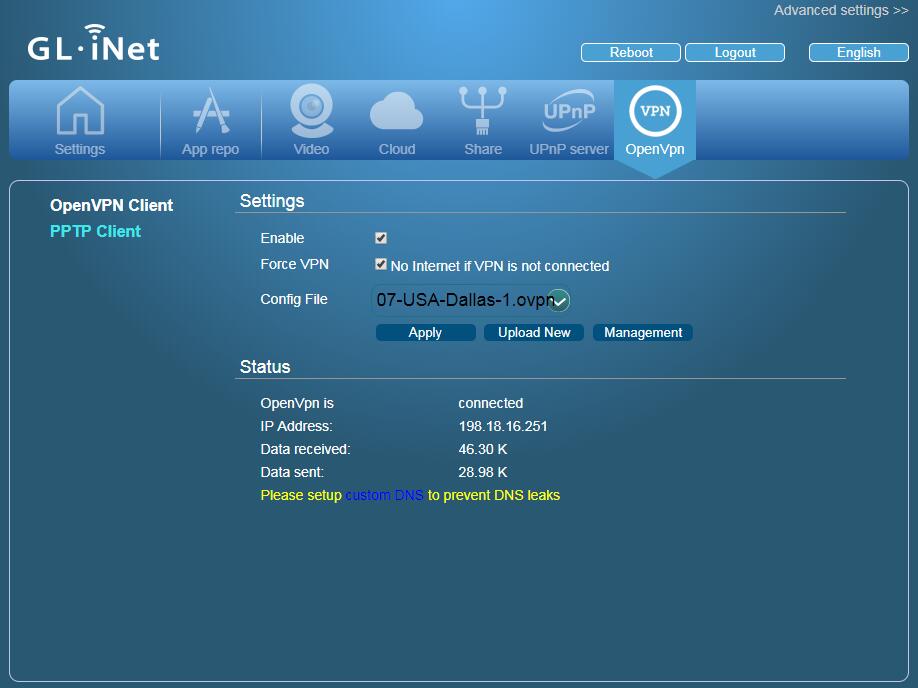 Advanced settings >>
GL·iNet
Reboot Logout English
VPN
UPnP
Settings App repo Video Cloud Share UPnP server OpenVpn
OpenVPN Client
PPTP Client
Settings
Enable
Force VPN No Internet if VPN is not connected
Config File 07-USA-Dallas-1.ovpn
Apply Upload New Management
Status
OpenVpn is connected
IP Address: 198.18.16.251
Data received: 46.30 K
Data sent: 28.98 K
Please setup custom DNS to prevent DNS leaks